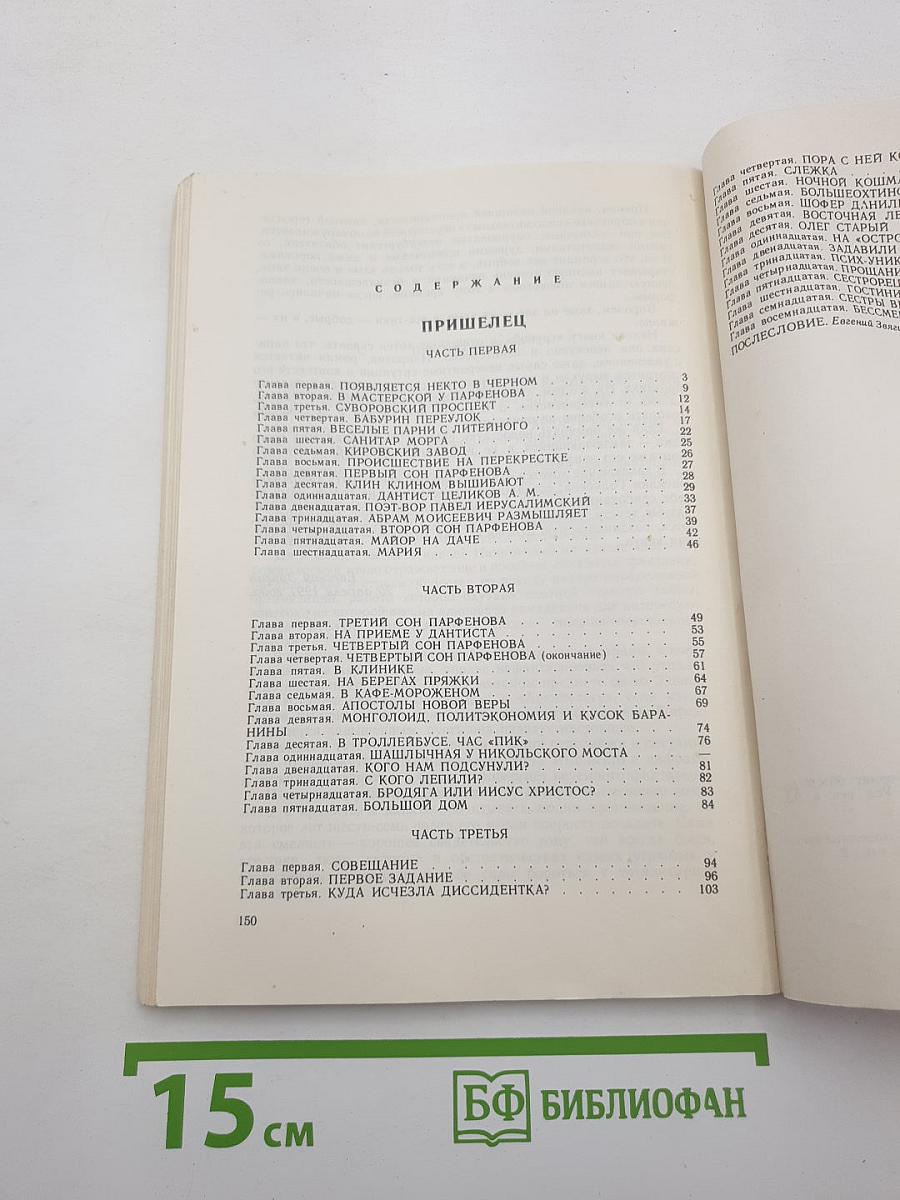 СОДЕРЖАНИЕ
ПРИШЕЛЕЦ
ЧАСТЬ ПЕРВАЯ
Глава первая. ПОЯВЛЯЕТСЯ НЕКТО В ЧЕРНОМ . . . . . . . . . 3
Глава вторая. В МАСТЕРСКОЙ У ПАРФЕНОВА . . . . . . . . . 9
Глава третья. СУВОРОВСКИЙ ПРОСПЕКТ . . . . . . . . . 12
Глава четвертая. БАБУРИН ПЕРЕУЛОК . . . . . . . . . 14
Глава пятая. ВЕСЕЛЫЕ ПАРНИ С ЛИТЕЙНОГО . . . . . . . . . 17
Глава шестая. САНИТАР МОРГА . . . . . . . . . 22
Глава седьмая. КИРОВСКИЙ ЗАВОД . . . . . . . . . 25
Глава восьмая. ПРОИСШЕСТВИЕ НА ПЕРЕКРЕСТКЕ . . . . . . . . . 26
Глава девятая. ПЕРВЫЙ СОН ПАРФЕНОВА . . . . . . . . . 27
Глава десятая. КЛИН КЛИНОМ ВЫШИБАЮТ . . . . . . . . . 28
Глава одиннадцатая. ДАНТИСТ ЦЕЛИКОВ А. М. . . . . . . . . . 29
Глава двенадцатая. ПОЭТ-ВОР ПАВЕЛ ИЕРУСАЛИМСКИЙ . . . . . . . . . 33
Глава тринадцатая. АБРАМ МОИСЕЕВИЧ РАЗМЫШЛЯЕТ . . . . . . . . . 37
Глава четырнадцатая. ВТОРОЙ СОН ПАРФЕНОВА . . . . . . . . . 39
Глава пятнадцатая. МАЙОР НА ДАЧЕ . . . . . . . . . 42
Глава шестнадцатая. МАРИЯ . . . . . . . . . 46
ЧАСТЬ ВТОРАЯ
Глава первая. ТРЕТИЙ СОН ПАРФЕНОВА . . . . . . . . . 49
Глава вторая. НА ПРИЕМЕ У ДАНТИСТА . . . . . . . . . 53
Глава третья. ЧЕТВЕРТЫЙ СОН ПАРФЕНОВА . . . . . . . . . 55
Глава четвертая. ЧЕТВЕРТЫЙ СОН ПАРФЕНОВА (окончание) . . . . 57
Глава пятая. В КЛИНИКЕ . . . . . . . . . 61
Глава шестая. НА БЕРЕГАХ ПРЯЖКИ . . . . . . . . . 64
Глава седьмая. В КАФЕ-МОРОЖЕНОМ . . . . . . . . . 67
Глава восьмая. АПОСТОЛЫ НОВОЙ ВЕРЫ . . . . . . . . . 69
Глава девятая. МОНГОЛОИД, ПОЛИТЭКОНОМИЯ И КУСОК БАРА-
НИНЫ . . . . . . . . . 74
Глава десятая. В ТРОЛЛЕЙБУСЕ. ЧАС «ПИК» . . . . . . . . . 76
Глава одиннадцатая. ШАШЛЫЧНАЯ У НИКОЛЬСКОГО МОСТА . . . . —
Глава двенадцатая. КОГО НАМ ПОДСУНУЛИ? . . . . . . . . . 81
Глава тринадцатая. С КОГО ЛЕПИЛИ? . . . . . . . . . 82
Глава четырнадцатая. БРОДЯГА ИЛИ ИИСУС ХРИСТОС? . . . . . . 83
Глава пятнадцатая. БОЛЬШОЙ ДОМ . . . . . . . . . 84
ЧАСТЬ ТРЕТЬЯ
Глава первая. СОВЕЩАНИЕ . . . . . . . . . 94
Глава вторая. ПЕРВОЕ ЗАДАНИЕ . . . . . . . . . 96
Глава третья. КУДА ИСЧЕЗЛА ДИССИДЕНТКА? . . . . . . . . 103
150
Глава четвертая. ПОРА С НЕЙ
Глава пятая. СЛЕЖКА
Глава шестая. НОЧНОЙ
Глава седьмая.
Глава восьмая. ШОФЕР
Глава девятая. ВОСТОЧНАЯ
Глава десятая. ОЛЕГ СТАРЫЙ
Глава одиннадцатая. НА
Глава двенадцатая. ЗАДАВИЛИ
Глава тринадцатая.
Глава четырнадцатая.
Глава пятнадцатая.
Глава шестнадцатая.
Глава семнадцатая. СЕСТРЫ
Глава восемнадцатая.
ПОСЛЕСЛОВИЕ. Евгений
15 см
БФ БИБЛИОФАН